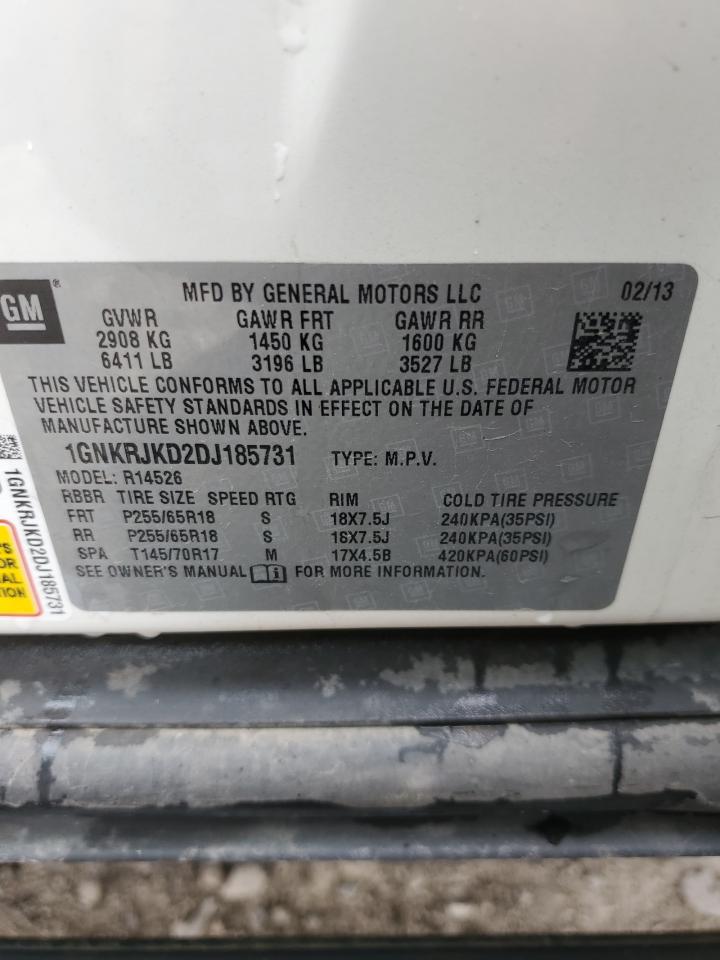 GM®
MFD BY GENERAL MOTORS LLC 02/13
GVWR GAWR FRT GAWR RR
2908 KG 1450 KG 1600 KG
6411 LB 3196 LB 3527 LB
THIS VEHICLE CONFORMS TO ALL APPLICABLE U.S. FEDERAL MOTOR
VEHICLE SAFETY STANDARDS IN EFFECT ON THE DATE OF
MANUFACTURE SHOWN ABOVE.
1GNKRJKD2DJ185731 TYPE: M.P.V.
MODEL: R14526
RBBR TIRE SIZE SPEED RTG RIM COLD TIRE PRESSURE
FRT P255/65R18 S 18X7.5J 240KPA(35PSI)
RR P255/65R18 S 18X7.5J 240KPA(35PSI)
SPA T145/70R17 M 17X4.5B 420KPA(60PSI)
SEE OWNER'S MANUAL FOR MORE INFORMATION.
1GNKRJKD2DJ185731